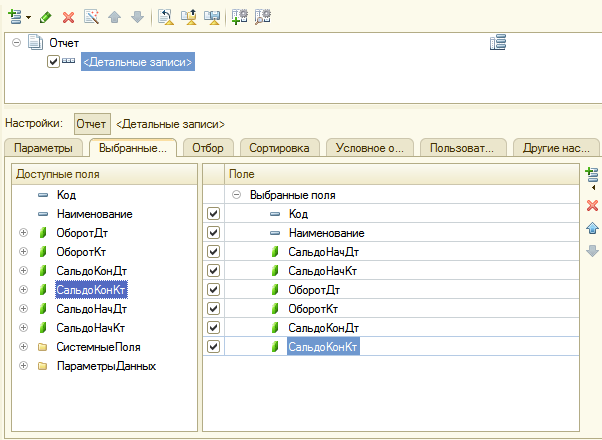 Отчет
<Детальные записи>
Настройки: Отчет <Детальные записи>
Параметры Выбранные... Отбор Сортировка Условное о... Пользоват... Другие нас...
Доступные поля
Код
Наименование
ОборотДт
ОборотКт
СальдоКонДт
СальдоКонКт
СальдоНачДт
СальдоНачКт
СистемныеПоля
ПараметрыДанных
Поле
Выбранные поля
Код
Наименование
СальдоНачДт
СальдоНачКт
ОборотДт
ОборотКт
СальдоКонДт
СальдоКонКт